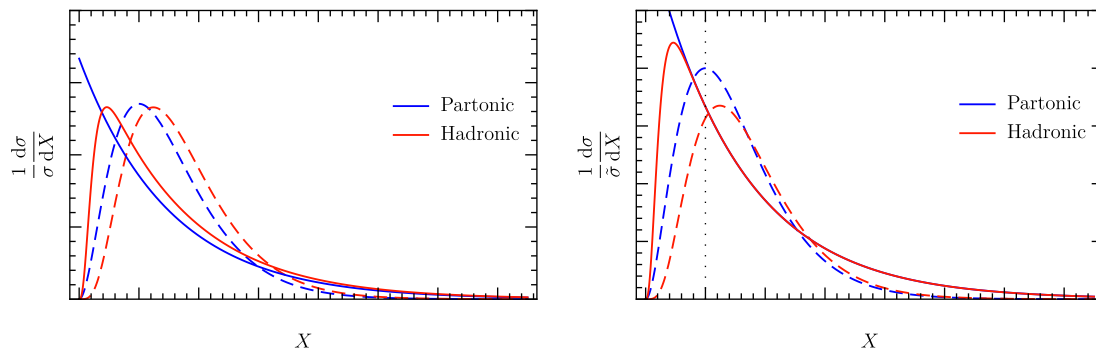 1 dσ
σ dX
Partonic
Hadronic
X
1 dσ
σ̃ dX
Partonic
Hadronic
X